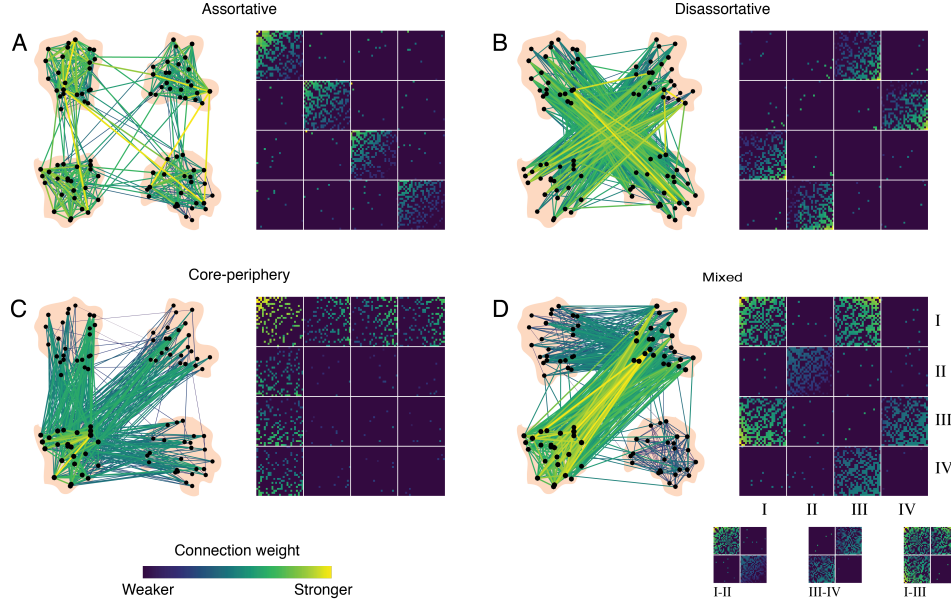 Assortative
Disassortative
A
B
Core-periphery
Mixed
C
D
I
II
III
IV
I II III IV
Connection weight
Weaker Stronger
I-II III-IV I-III